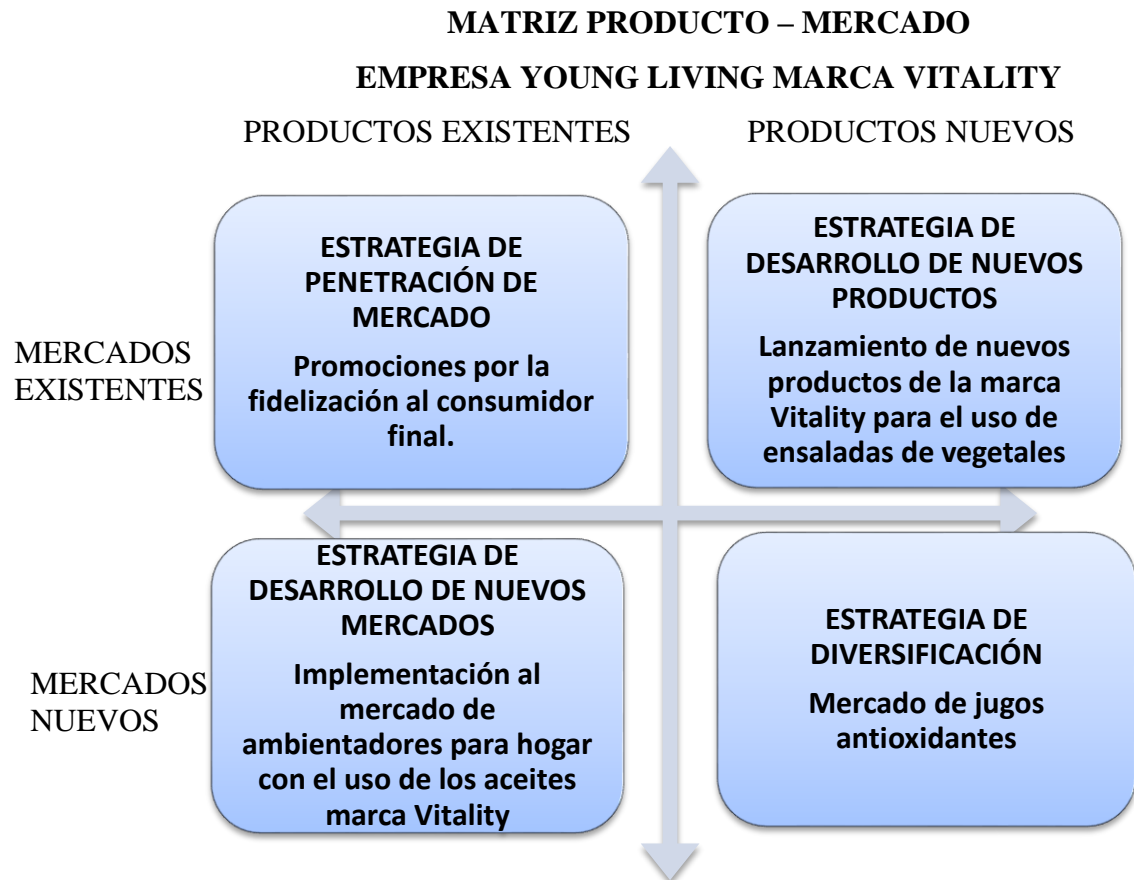 MATRIZ PRODUCTO – MERCADO
EMPRESA YOUNG LIVING MARCA VITALITY
PRODUCTOS EXISTENTES
PRODUCTOS NUEVOS
MERCADOS
EXISTENTES
ESTRATEGIA DE
PENETRACIÓN DE
MERCADO
Promociones por la
fidelización al consumidor
final.
ESTRATEGIA DE
DESARROLLO DE NUEVOS
PRODUCTOS
Lanzamiento de nuevos
productos de la marca
Vitality para el uso de
ensaladas de vegetales
MERCADOS
NUEVOS
ESTRATEGIA DE
DESARROLLO DE NUEVOS
MERCADOS
Implementación al
mercado de
ambientadores para hogar
con el uso de los aceites
marca Vitality
ESTRATEGIA DE
DIVERSIFICACIÓN
Mercado de jugos
antioxidantes